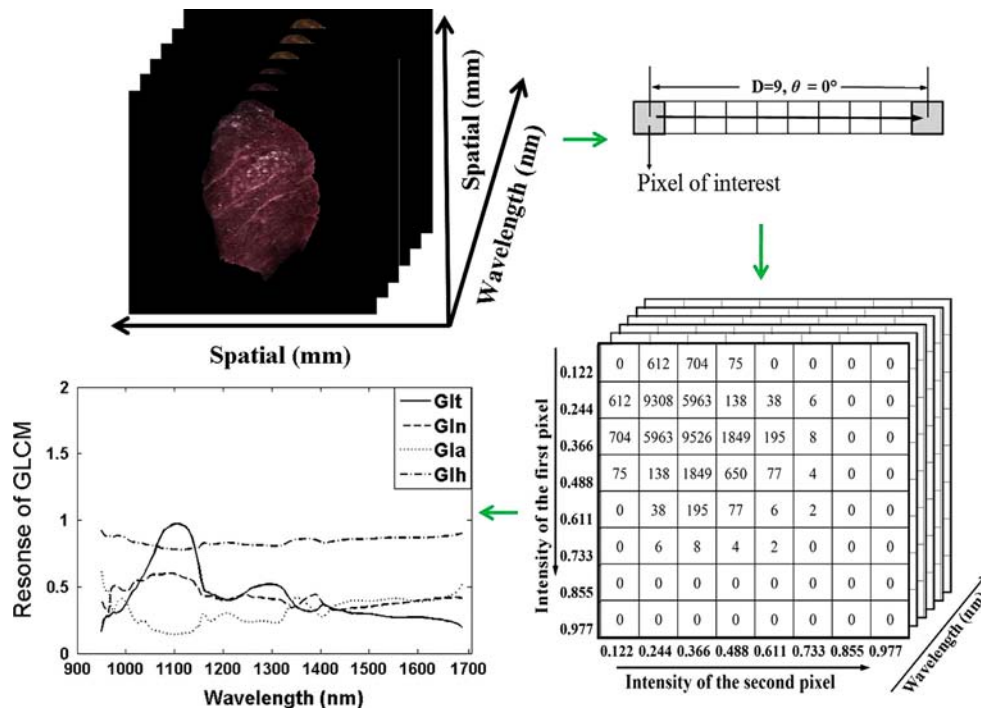 Spatial (mm)
Wavelength (nm)
Spatial (mm)
D=9, θ = 0°
Pixel of interest
0.122 0 612 704 75 0 0 0 0
0.244 612 9308 5963 138 38 6 0 0
0.366 704 5963 9526 1849 195 8 0 0
0.488 75 138 1849 650 77 4 0 0
0.611 0 38 195 77 6 2 0 0
0.733 0 6 8 4 2 0 0 0
0.855 0 0 0 0 0 0 0 0
0.977 0 0 0 0 0 0 0 0
0.122 0.244 0.366 0.488 0.611 0.733 0.855 0.977
Intensity of the first pixel
Intensity of the second pixel
Wavelength (nm)
Resonse of GLCM
2
1.5
1
0.5
0
Glt
Gln
Gla
Glh
900 1000 1100 1200 1300 1400 1500 1600 1700
Wavelength (nm)